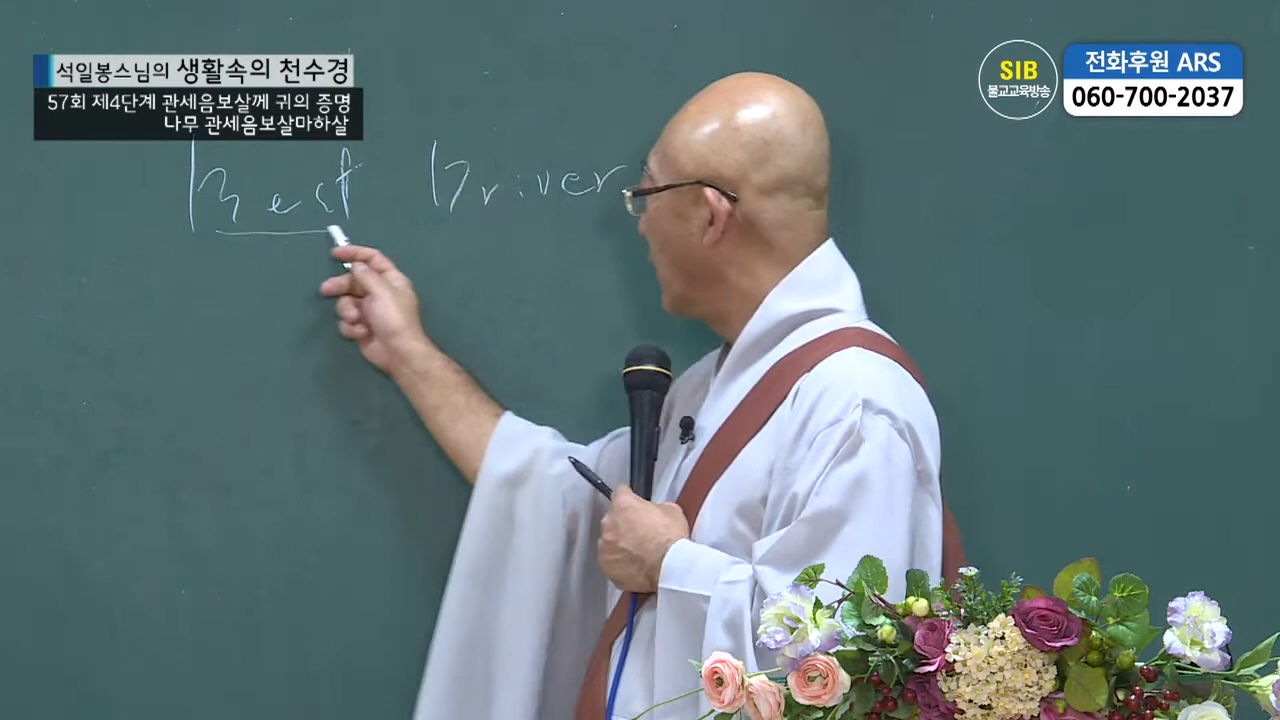 석일봉스님의 생활속의 천수경
57회 제4단계 관세음보살께 귀의 증명
나무 관세음보살마하살
SIB
불교교육방송
전화후원 ARS
060-700-2037
Best Driver